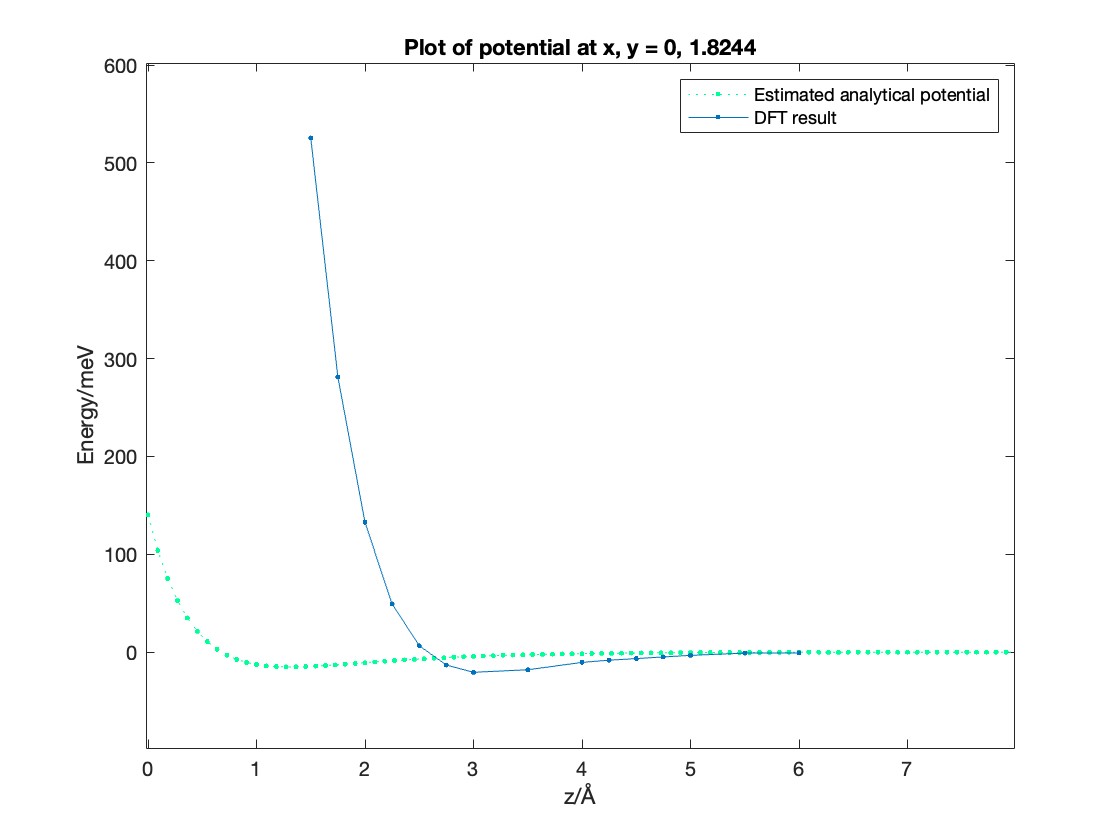 Plot of potential at x, y = 0, 1.8244
600
500
400
300
200
100
0
Energy/meV
Estimated analytical potential
DFT result
0 1 2 3 4 5 6 7
z/Å